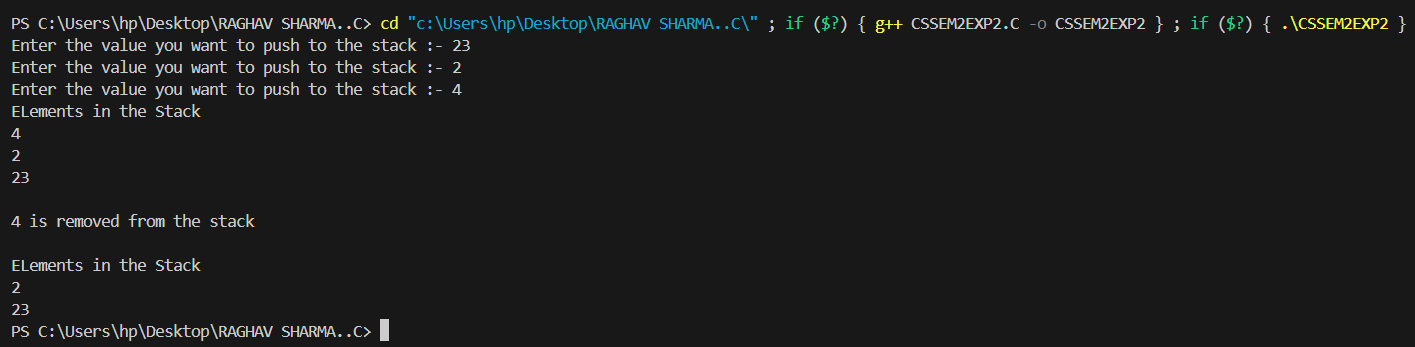 PS C:\Users\hp\Desktop\RAGHAV SHARMA..C> cd "c:\Users\hp\Desktop\RAGHAV SHARMA..C\" ; if ($?) { g++ CSSEM2EXP2.C -o CSSEM2EXP2 } ; if ($?) { .\CSSEM2EXP2 }
Enter the value you want to push to the stack :- 23
Enter the value you want to push to the stack :- 2
Enter the value you want to push to the stack :- 4
ELements in the Stack
4
2
23
4 is removed from the stack
ELements in the Stack
2
23
PS C:\Users\hp\Desktop\RAGHAV SHARMA..C>